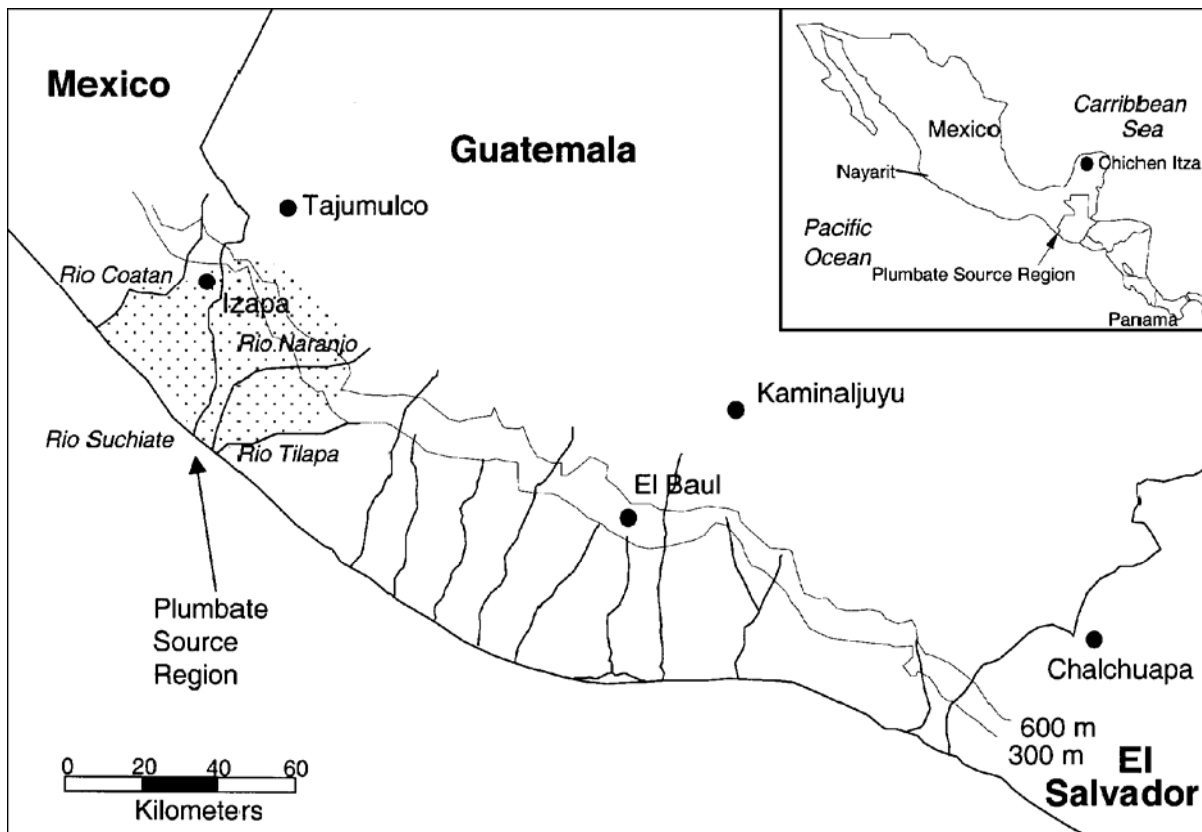 Mexico
Guatemala
Tajumulco
Rio Coatan
Izapa
Rio Naranjo
Rio Suchiate
Rio Tilapa
Kaminaljuyu
El Baul
Plumbate
Source
Region
Chalchuapa
600 m
300 m
El
Salvador
0 20 40 60
Kilometers
Carribbean
Sea
Mexico
Chichen Itza
Nayarit
Pacific
Ocean
Plumbate Source Region
Panama